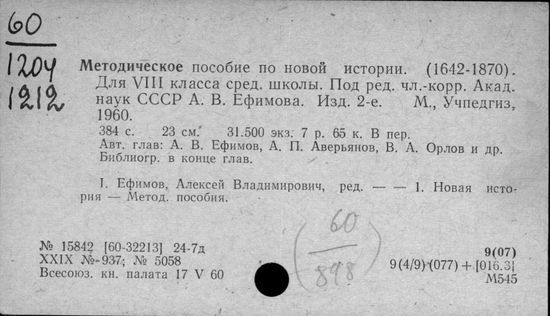 60
1204
1212
Методическое пособие по новой истории. (1642-1870).
Для VIII класса сред. школы. Под ред. чл.-корр. Акад.
наук СССР А. В. Ефимова. Изд. 2-е. М., Учпедгиз,
1960.
384 с. 23 см. 31.500 экз. 7 р. 65 к. В пер.
Авт. глав: А. В. Ефимов, А. П. Аверьянов, В. А. Орлов и др.
Библиогр. в конце глав.
I. Ефимов, Алексей Владимирович, ред. — — 1. Новая исто-
рия — Метод. пособия.
60
898
№ 15842 [60-32213] 24-7д
XXIX №-937; № 5058
Всесоюз. кн. палата 17 V 60
9(07)
9(4/9)(077) + [016.3]
М545